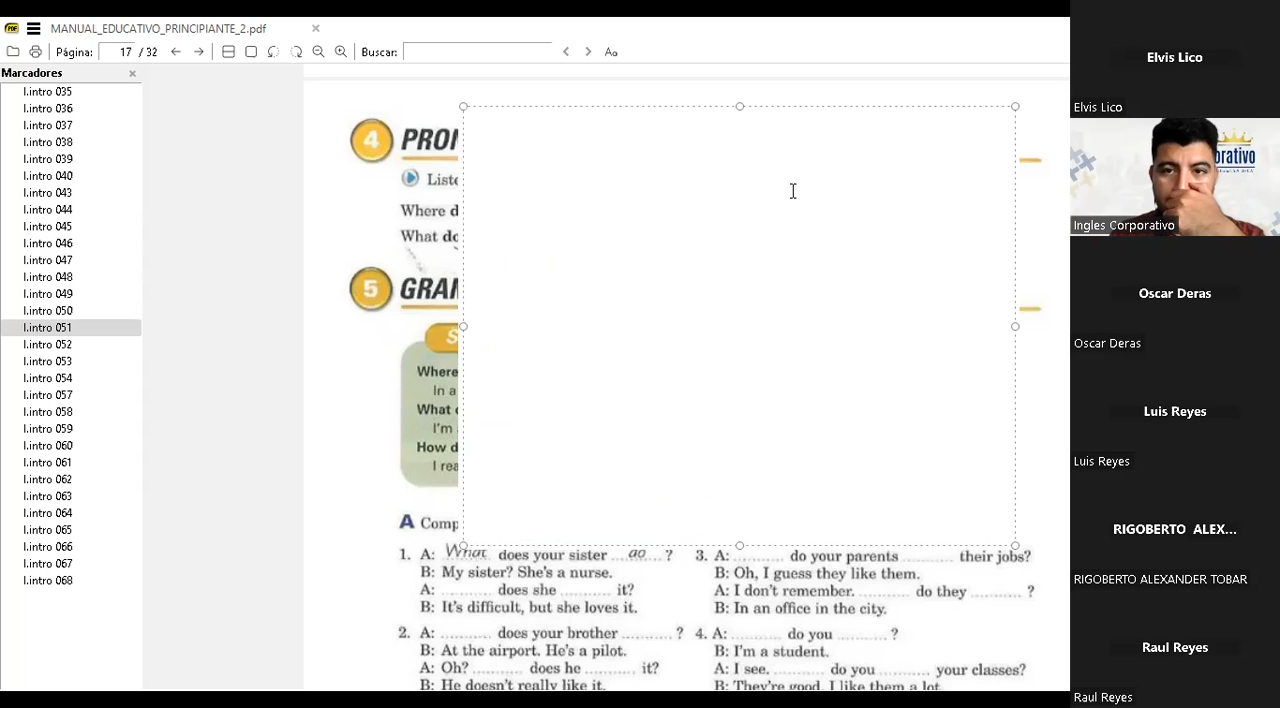 MANUAL_EDUCATIVO_PRINCIPIANTE_2.pdf
Página: 17 / 32 Buscar:
Marcadores
I.intro 035
I.intro 036
I.intro 037
I.intro 038
I.intro 039
I.intro 040
I.intro 043
I.intro 044
I.intro 045
I.intro 046
I.intro 047
I.intro 048
I.intro 049
I.intro 050
I.intro 051
I.intro 052
I.intro 053
I.intro 054
I.intro 057
I.intro 058
I.intro 059
I.intro 060
I.intro 061
I.intro 062
I.intro 063
I.intro 064
I.intro 065
I.intro 066
I.intro 067
I.intro 068
4 PRON
Liste
Where d
What do
5 GRAM
S
Where
In a
What
I'm
How d
I rea
A Comp
1. A: What does your sister do ?
B: My sister? She's a nurse.
A: ........ does she ........ it?
B: It's difficult, but she loves it.
2. A: ........ does your brother ........ ?
B: At the airport. He's a pilot.
A: Oh? ........ does he ........ it?
B: He doesn't really like it.
3. A: ........ do your parents ........ their jobs?
B: Oh, I guess they like them.
A: I don't remember. ........ do they ........ ?
B: In an office in the city.
4. A: ........ do you ........ ?
B: I'm a student.
A: I see. ........ do you ........ your classes?
B: They're good. I like them a lot.
Elvis Lico
Elvis Lico
orativo
Ingles Corporativo
Oscar Deras
Oscar Deras
Luis Reyes
Luis Reyes
RIGOBERTO ALEX...
RIGOBERTO ALEXANDER TOBAR
Raul Reyes
Raul Reyes